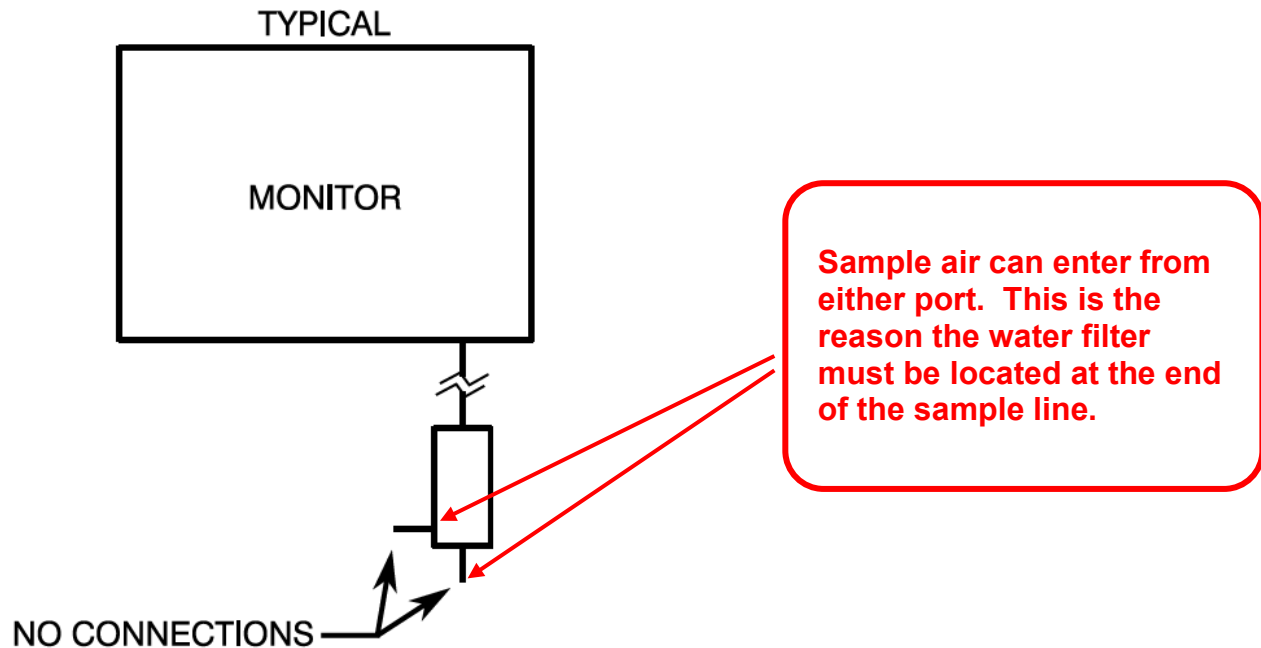 TYPICAL
MONITOR
Sample air can enter from
either port.  This is the
reason the water filter
must be located at the end
of the sample line.
NO CONNECTIONS